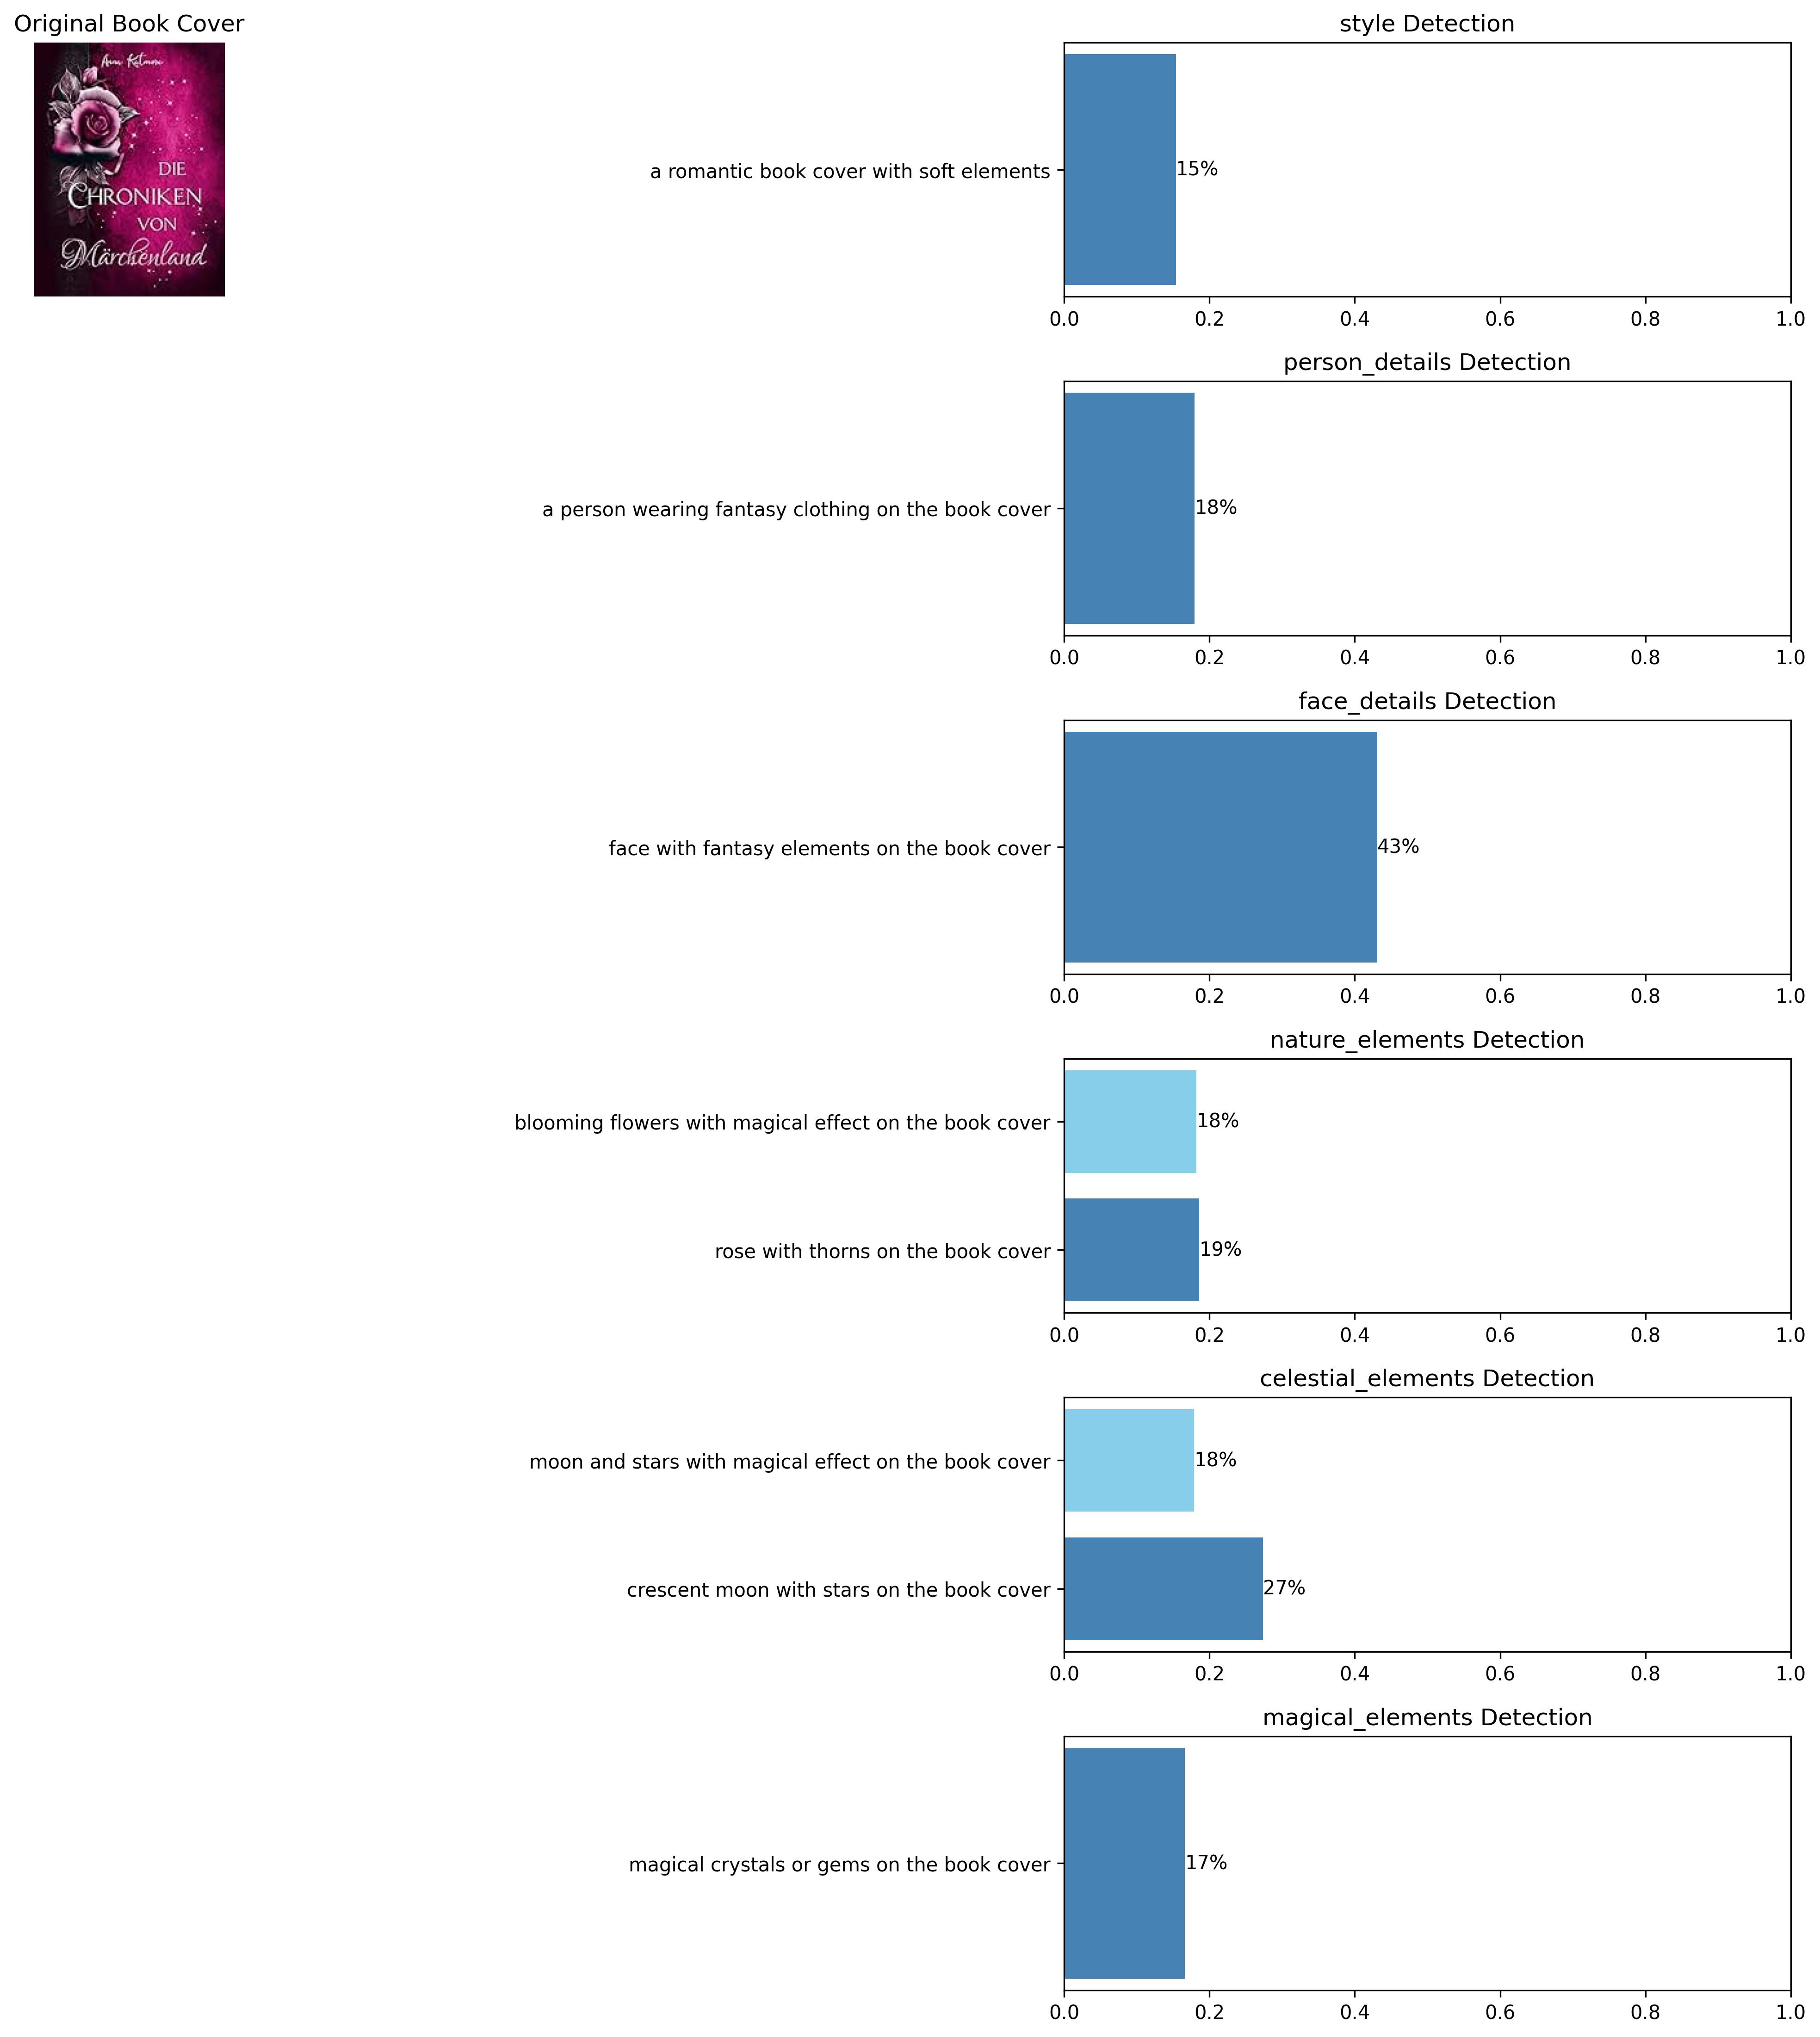 Original Book Cover
Anna Katmore
DIE
CHRONIKEN
VON
Märchenland
style Detection
a romantic book cover with soft elements
15%
0.0 0.2 0.4 0.6 0.8 1.0
person_details Detection
a person wearing fantasy clothing on the book cover
18%
0.0 0.2 0.4 0.6 0.8 1.0
face_details Detection
face with fantasy elements on the book cover
43%
0.0 0.2 0.4 0.6 0.8 1.0
nature_elements Detection
blooming flowers with magical effect on the book cover
18%
rose with thorns on the book cover
19%
0.0 0.2 0.4 0.6 0.8 1.0
celestial_elements Detection
moon and stars with magical effect on the book cover
18%
crescent moon with stars on the book cover
27%
0.0 0.2 0.4 0.6 0.8 1.0
magical_elements Detection
magical crystals or gems on the book cover
17%
0.0 0.2 0.4 0.6 0.8 1.0